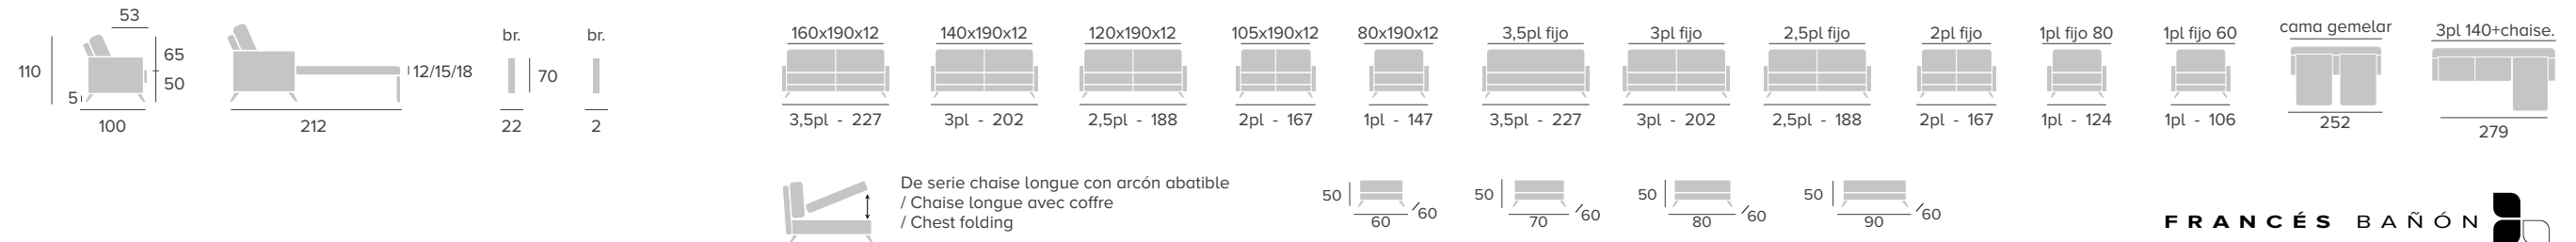 53
110
65
50
5
100
12/15/18
212
br.
70
22
br.
2
160x190x12
3,5pl - 227
140x190x12
3pl - 202
120x190x12
2,5pl - 188
105x190x12
2pl - 167
80x190x12
1pl - 147
3,5pl fijo
3,5pl - 227
3pl fijo
3pl - 202
2,5pl fijo
2,5pl - 188
2pl fijo
2pl - 167
1pl fijo 80
1pl - 124
1pl fijo 60
1pl - 106
cama gemelar
252
3pl 140+chaise.
279
De serie chaise longue con arcón abatible
/ Chaise longue avec coffre
/ Chest folding
50
60
/60
50
70
/60
50
80
/60
50
90
/60
FRANCÉS BAÑÓN